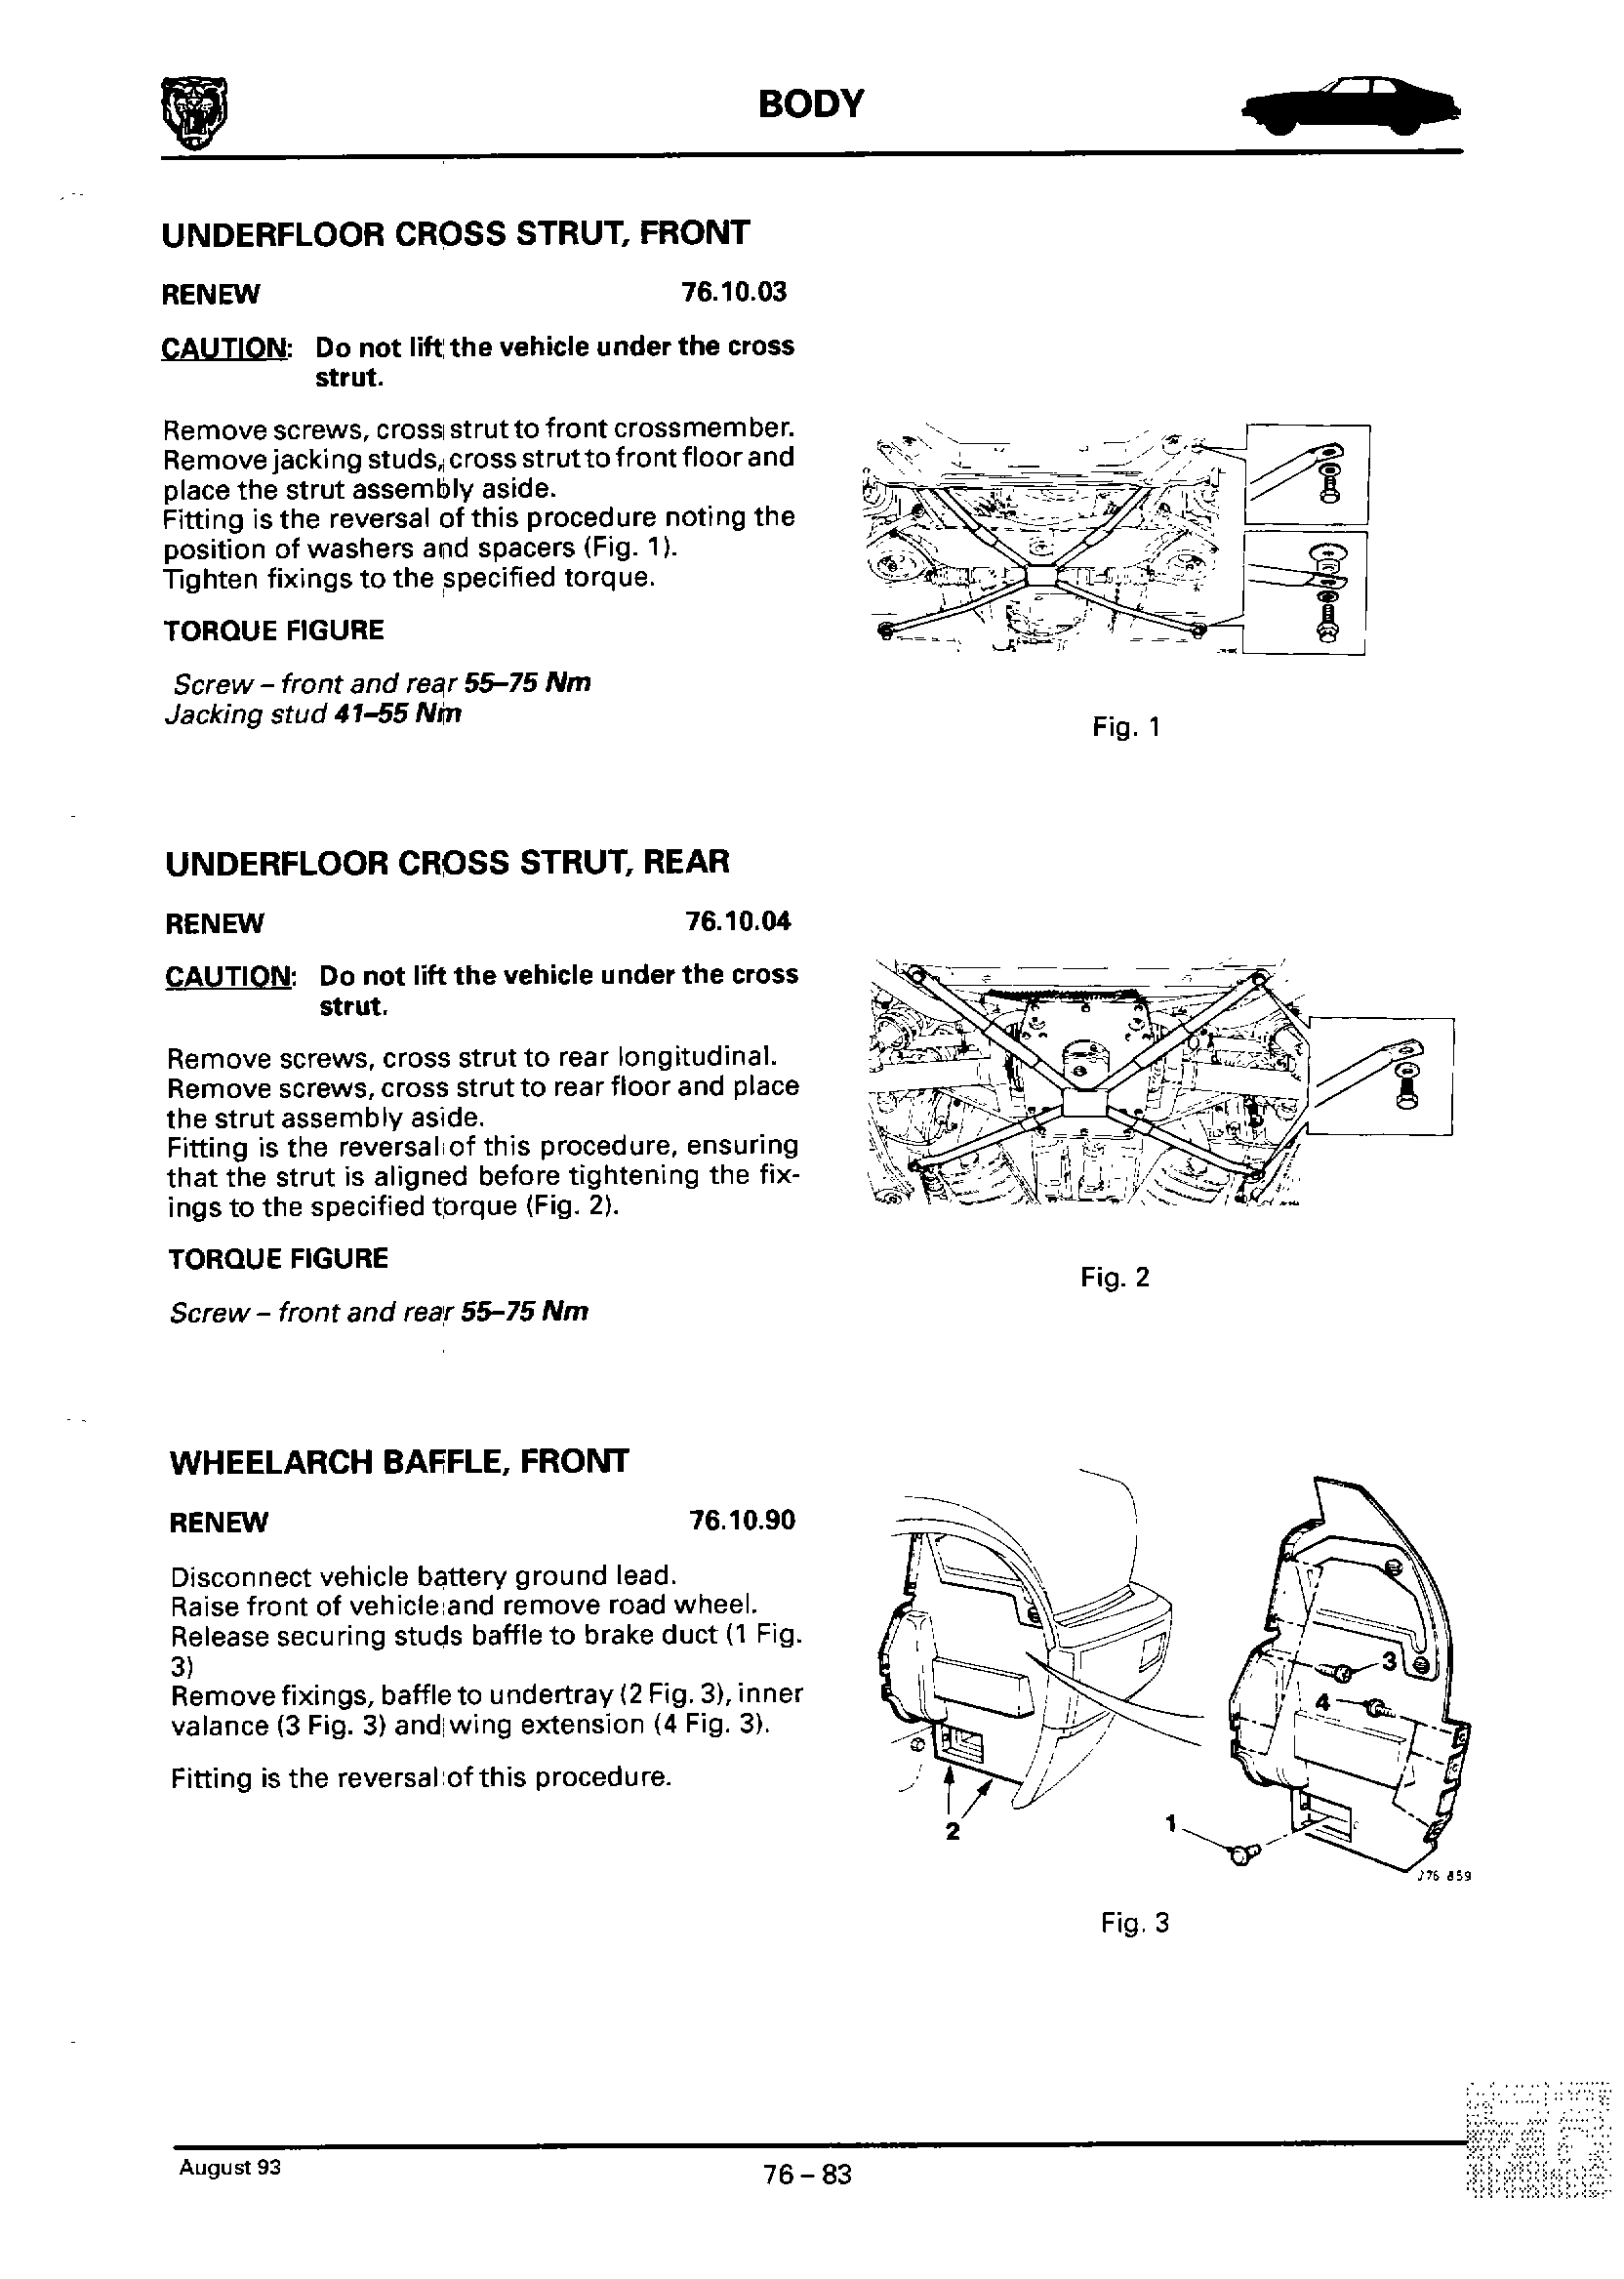 BODY
UNDERFLOOR CROSS STRUT, FRONT
RENEW 76.10.03
CAUTION: Do not lift the vehicle under the cross
strut.
Remove screws, cross strut to front crossmember.
Remove jacking studs, cross strut to front floor and
place the strut assembly aside.
Fitting is the reversal of this procedure noting the
position of washers and spacers (Fig. 1).
Tighten fixings to the specified torque.
TORQUE FIGURE
Screw – front and rear 55–75 Nm
Jacking stud 41–55 Nm
Fig. 1
UNDERFLOOR CROSS STRUT, REAR
RENEW 76.10.04
CAUTION: Do not lift the vehicle under the cross
strut.
Remove screws, cross strut to rear longitudinal.
Remove screws, cross strut to rear floor and place
the strut assembly aside.
Fitting is the reversal of this procedure, ensuring
that the strut is aligned before tightening the fix-
ings to the specified torque (Fig. 2).
TORQUE FIGURE
Screw – front and rear 55–75 Nm
Fig. 2
WHEELARCH BAFFLE, FRONT
RENEW 76.10.90
Disconnect vehicle battery ground lead.
Raise front of vehicle and remove road wheel.
Release securing studs baffle to brake duct (1 Fig.
3)
Remove fixings, baffle to undertray (2 Fig. 3), inner
valance (3 Fig. 3) and wing extension (4 Fig. 3).
Fitting is the reversal of this procedure.
3
4
2
1
J76 859
Fig. 3
August 93
76 – 83